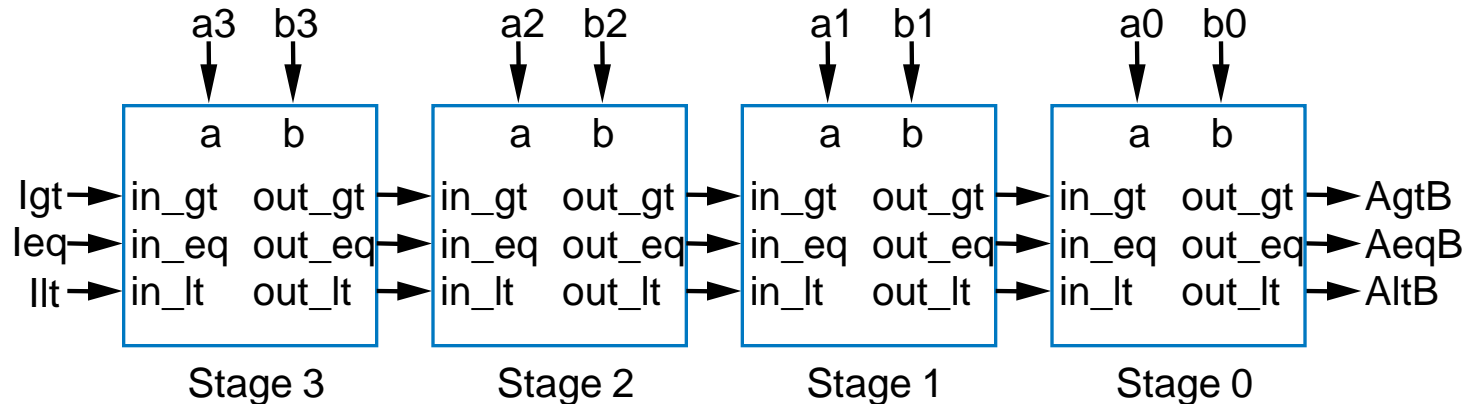 a3 b3 a2 b2 a1 b1 a0 b0
a b a b a b a b
Igt in_gt out_gt in_gt out_gt in_gt out_gt in_gt out_gt AgtB
Ieq in_eq out_eq in_eq out_eq in_eq out_eq in_eq out_eq AeqB
Ilt in_lt out_lt in_lt out_lt in_lt out_lt in_lt out_lt AltB
Stage 3 Stage 2 Stage 1 Stage 0